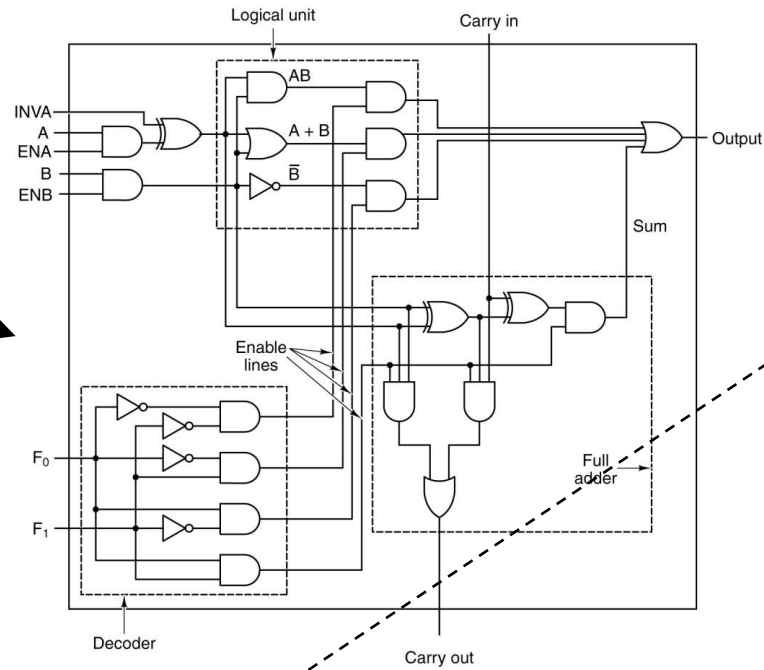 Logical unit
Carry in
INVA
A
ENA
B
ENB
AB
A + B
B̅
Output
Sum
Enable
lines
F₀
F₁
Full
adder
Decoder
Carry out